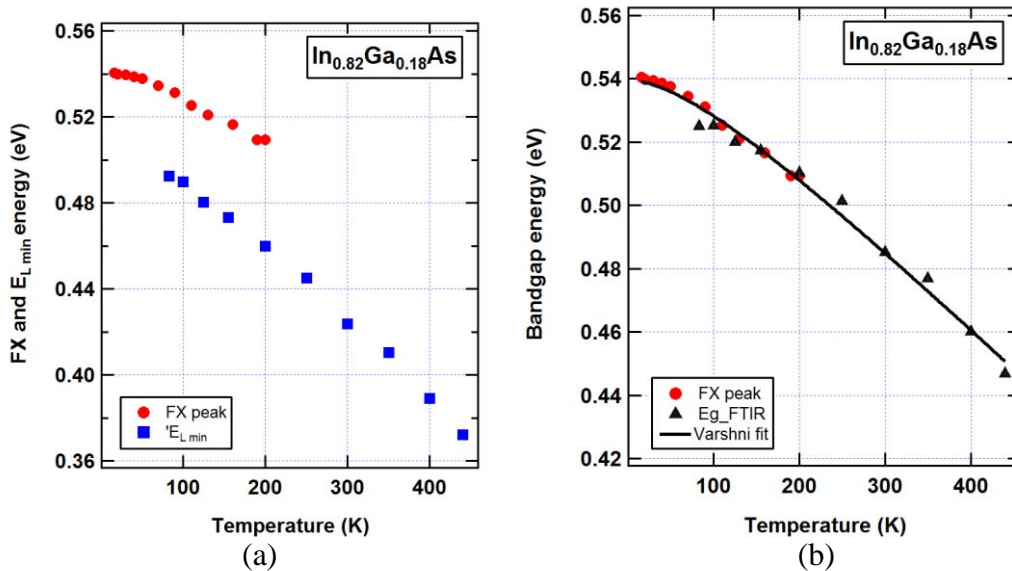 0.56
0.52
0.48
0.44
0.40
0.36
FX and E_L min energy (eV)
In0.82Ga0.18As
FX peak
'E_L min
100 200 300 400
Temperature (K)
(a)
0.56
0.54
0.52
0.50
0.48
0.46
0.44
0.42
Bandgap energy (eV)
In0.82Ga0.18As
FX peak
Eg_FTIR
Varshni fit
100 200 300 400
Temperature (K)
(b)